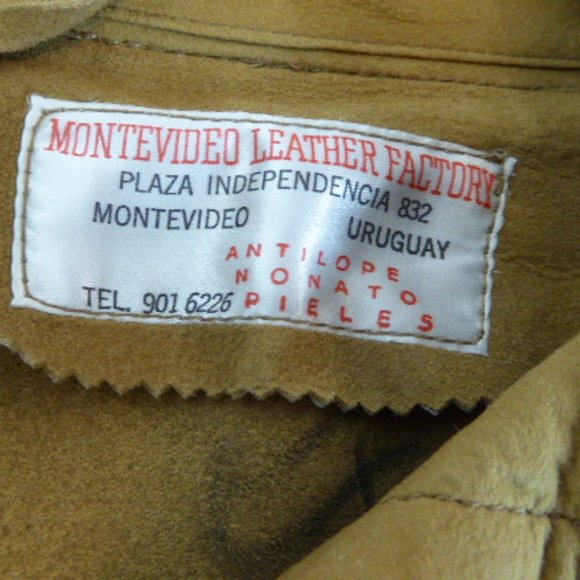 MONTEVIDEO LEATHER FACTORY
PLAZA INDEPENDENCIA 832
MONTEVIDEO URUGUAY
ANTILOPE
NONATO
TEL. 901 6226 PIELES